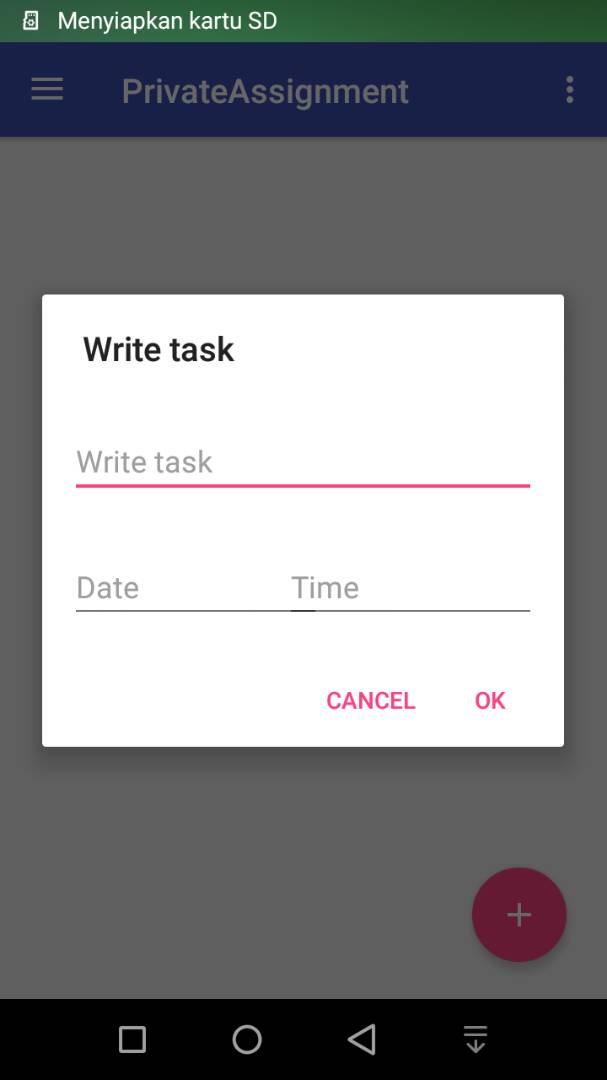 Menyiapkan kartu SD
PrivateAssignment
Write task
Write task
Date Time
CANCEL OK